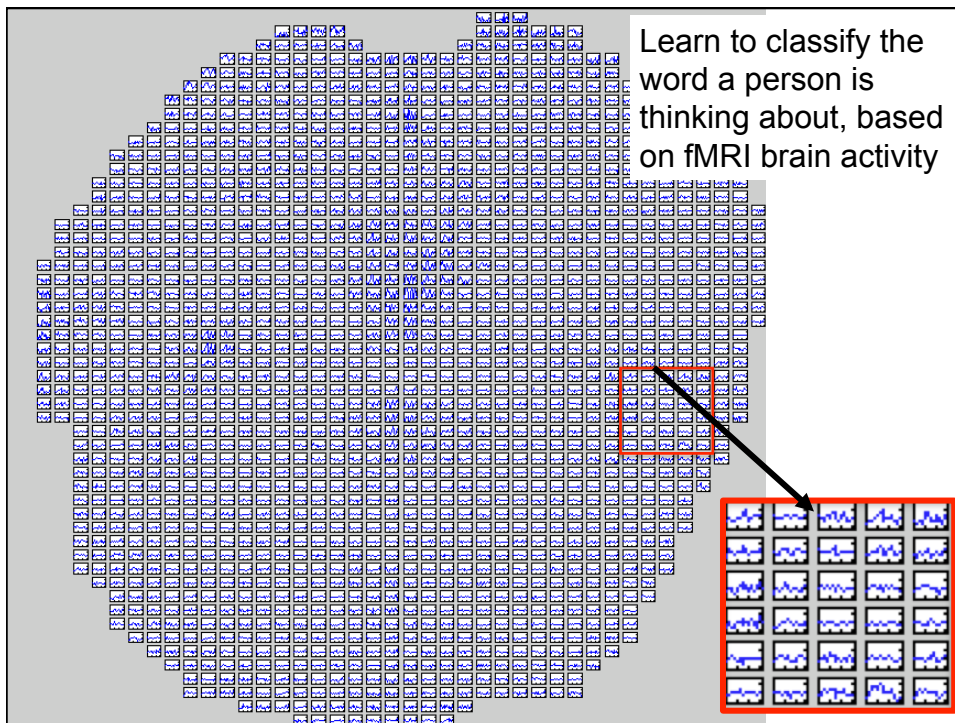 Learn to classify the
word a person is
thinking about, based
on fMRI brain activity